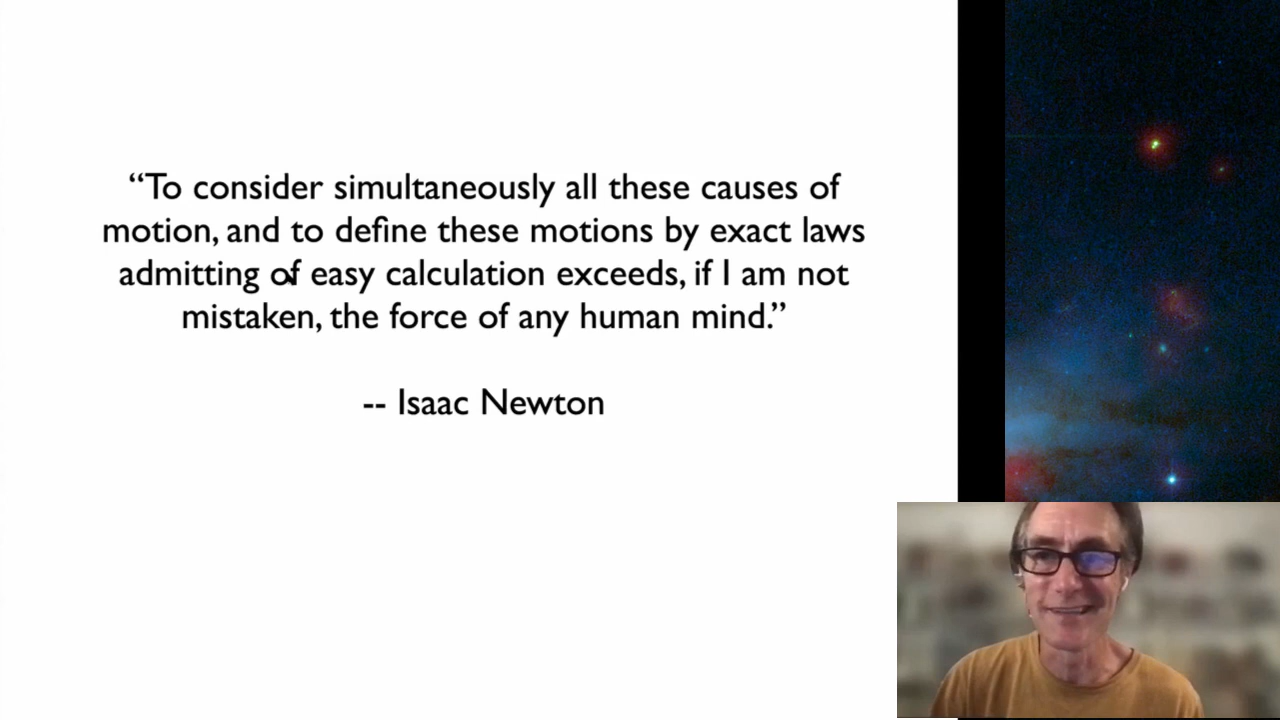 “To consider simultaneously all these causes of
motion, and to define these motions by exact laws
admitting of easy calculation exceeds, if I am not
mistaken, the force of any human mind.”
-- Isaac Newton